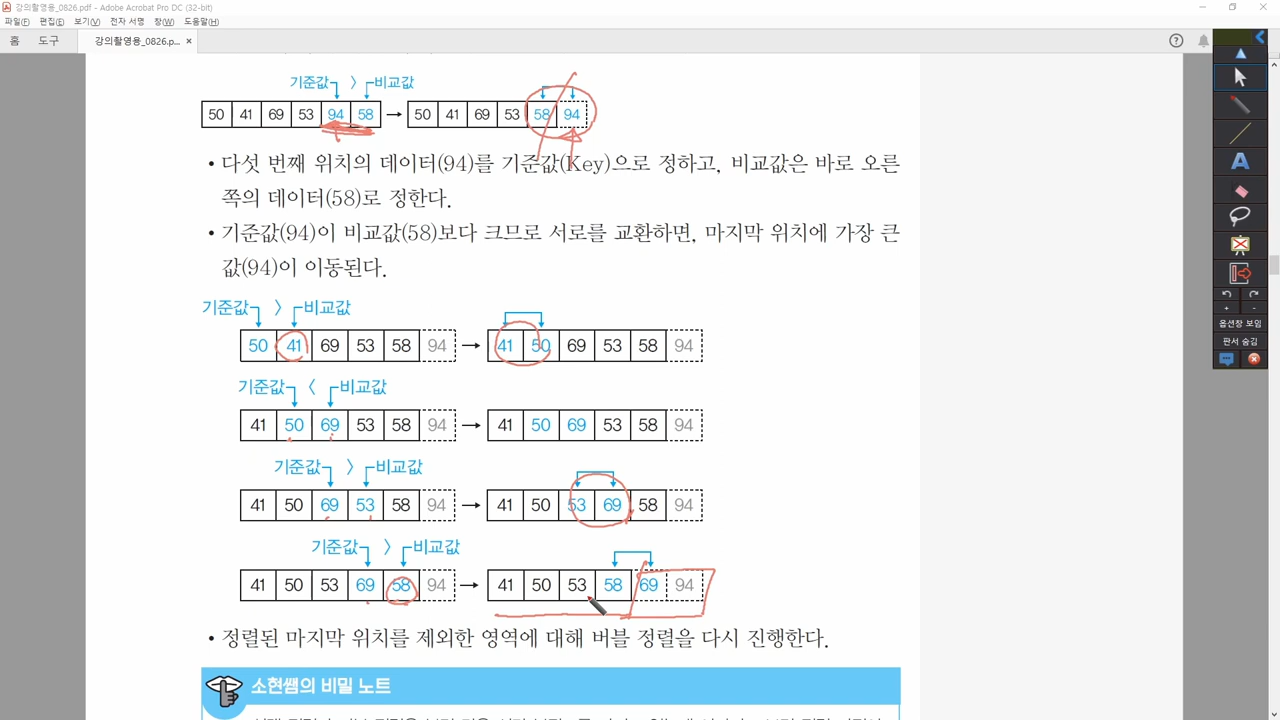 강의촬영용_0826.pdf - Adobe Acrobat Pro DC (32-bit)
파일(F) 편집(E) 보기(V) 전자 서명 창(W) 도움말(H)
홈 도구 강의촬영용_0826.p... ×
기준값 > 비교값
50 41 69 53 94 58 → 50 41 69 53 58 94
• 다섯 번째 위치의 데이터(94)를 기준값(Key)으로 정하고, 비교값은 바로 오른
쪽의 데이터(58)로 정한다.
• 기준값(94)이 비교값(58)보다 크므로 서로를 교환하면, 마지막 위치에 가장 큰
값(94)이 이동된다.
기준값 > 비교값
50 41 69 53 58 94 → 41 50 69 53 58 94
기준값 < 비교값
41 50 69 53 58 94 → 41 50 69 53 58 94
기준값 > 비교값
41 50 69 53 58 94 → 41 50 53 69 58 94
기준값 > 비교값
41 50 53 69 58 94 → 41 50 53 58 69 94
• 정렬된 마지막 위치를 제외한 영역에 대해 버블 정렬을 다시 진행한다.
소현쌤의 비밀 노트
A
옵션창 보임
판서 숨김